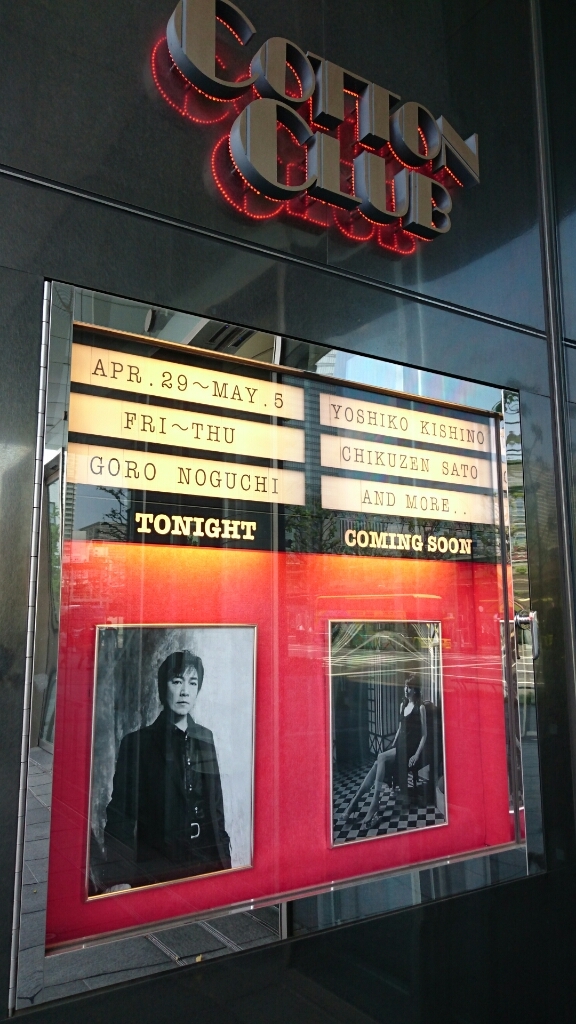 COTTON
CLUB
APR.29~MAY.5
FRI~THU
GORO NOGUCHI
TONIGHT
YOSHIKO KISHINO
CHIKUZEN SATO
AND MORE..
COMING SOON